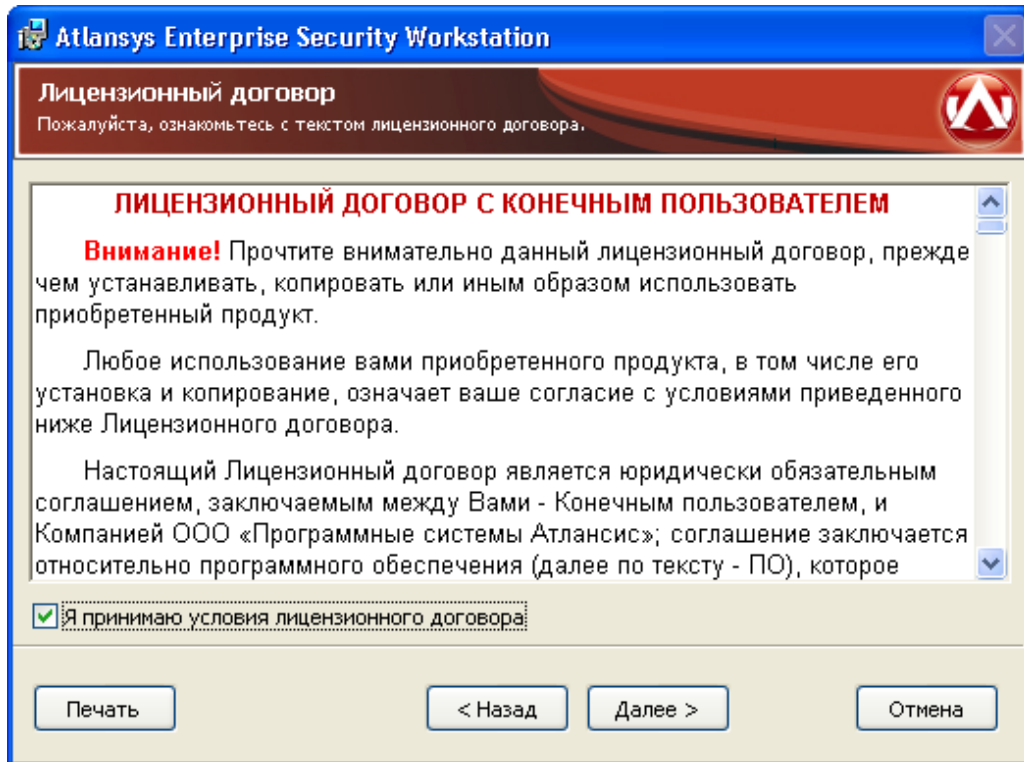 Atlansys Enterprise Security Workstation
Лицензионный договор
Пожалуйста, ознакомьтесь с текстом лицензионного договора.
ЛИЦЕНЗИОННЫЙ ДОГОВОР С КОНЕЧНЫМ ПОЛЬЗОВАТЕЛЕМ
Внимание! Прочтите внимательно данный лицензионный договор, прежде
чем устанавливать, копировать или иным образом использовать
приобретенный продукт.
Любое использование вами приобретенного продукта, в том числе его
установка и копирование, означает ваше согласие с условиями приведенного
ниже Лицензионного договора.
Настоящий Лицензионный договор является юридически обязательным
соглашением, заключаемым между Вами - Конечным пользователем, и
Компанией ООО «Программные системы Атлансис»; соглашение заключается
относительно программного обеспечения (далее по тексту - ПО), которое
Я принимаю условия лицензионного договора
Печать < Назад Далее > Отмена